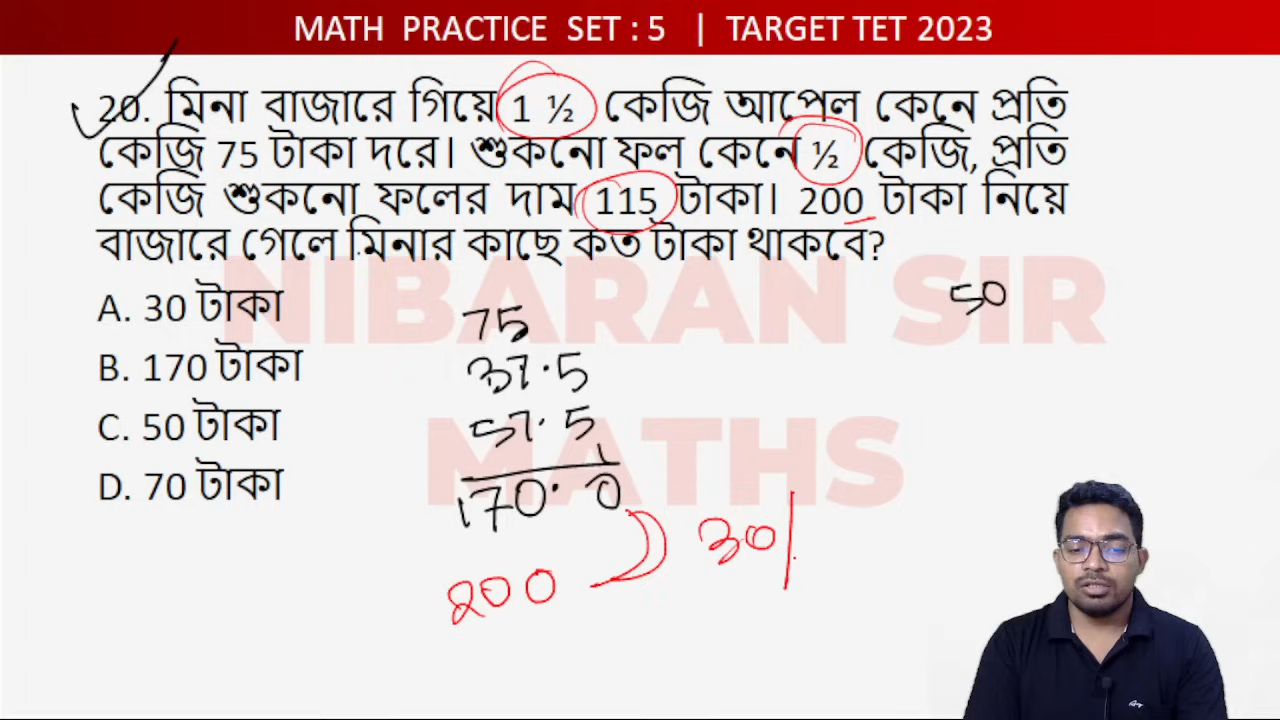 MATH PRACTICE SET : 5 | TARGET TET 2023
20. মিনা বাজারে গিয়ে 1 ½ কেজি আপেল কেনে প্রতি
কেজি 75 টাকা দরে। শুকনো ফল কেনে ½ কেজি, প্রতি
কেজি শুকনো ফলের দাম 115 টাকা। 200 টাকা নিয়ে
বাজারে গেলে মিনার কাছে কত টাকা থাকবে?
NIBARAN SIR
MATHS
A. 30 টাকা
B. 170 টাকা
C. 50 টাকা
D. 70 টাকা
50
75
37.5
57.5
170.0
200
30